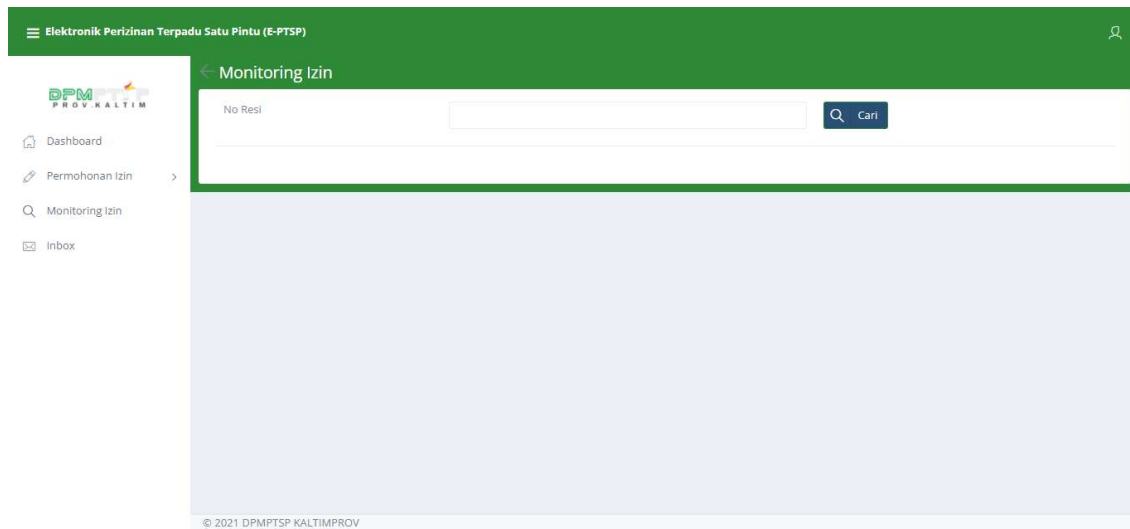 Elektronik Perizinan Terpadu Satu Pintu (E-PTSP)
DPMPTSP
PROV.KALTIM
Dashboard
Permohonan Izin
Monitoring Izin
Inbox
Monitoring Izin
No Resi
Cari
© 2021 DPMPTSP KALTIMPROV